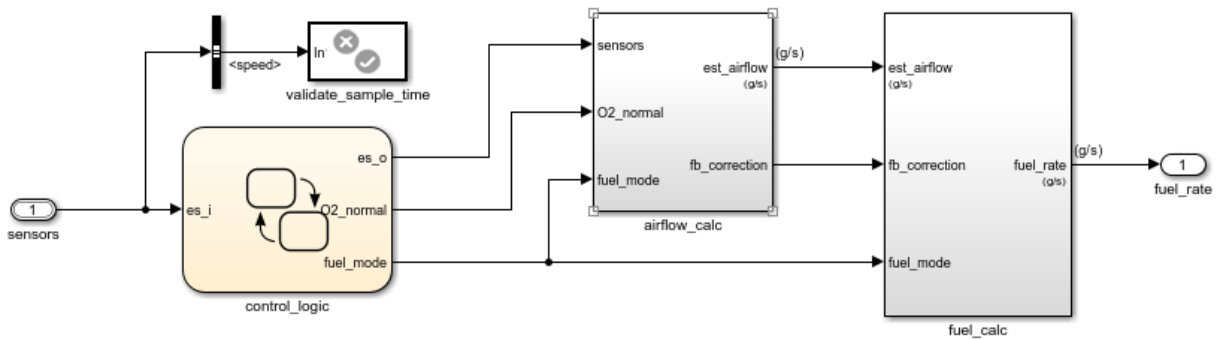 <speed>
In
validate_sample_time
1
sensors
es_i
es_o
O2_normal
fuel_mode
control_logic
sensors
O2_normal
fuel_mode
est_airflow
(g/s)
fb_correction
airflow_calc
(g/s)
est_airflow
(g/s)
fb_correction
fuel_mode
fuel_rate
(g/s)
fuel_calc
(g/s)
1
fuel_rate